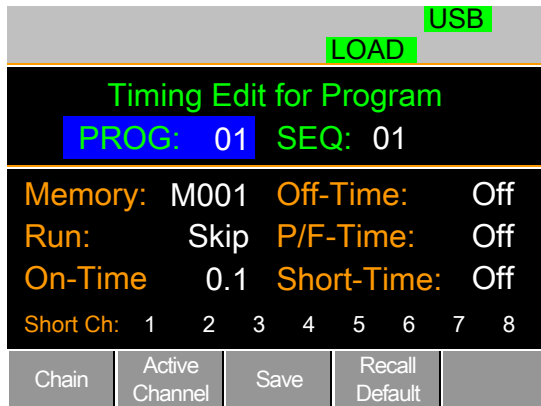 USB
LOAD
Timing Edit for Program
PROG: 01 SEQ: 01
Memory: M001 Off-Time: Off
Run: Skip P/F-Time: Off
On-Time 0.1 Short-Time: Off
Short Ch: 1 2 3 4 5 6 7 8
Chain Active Channel Save Recall Default